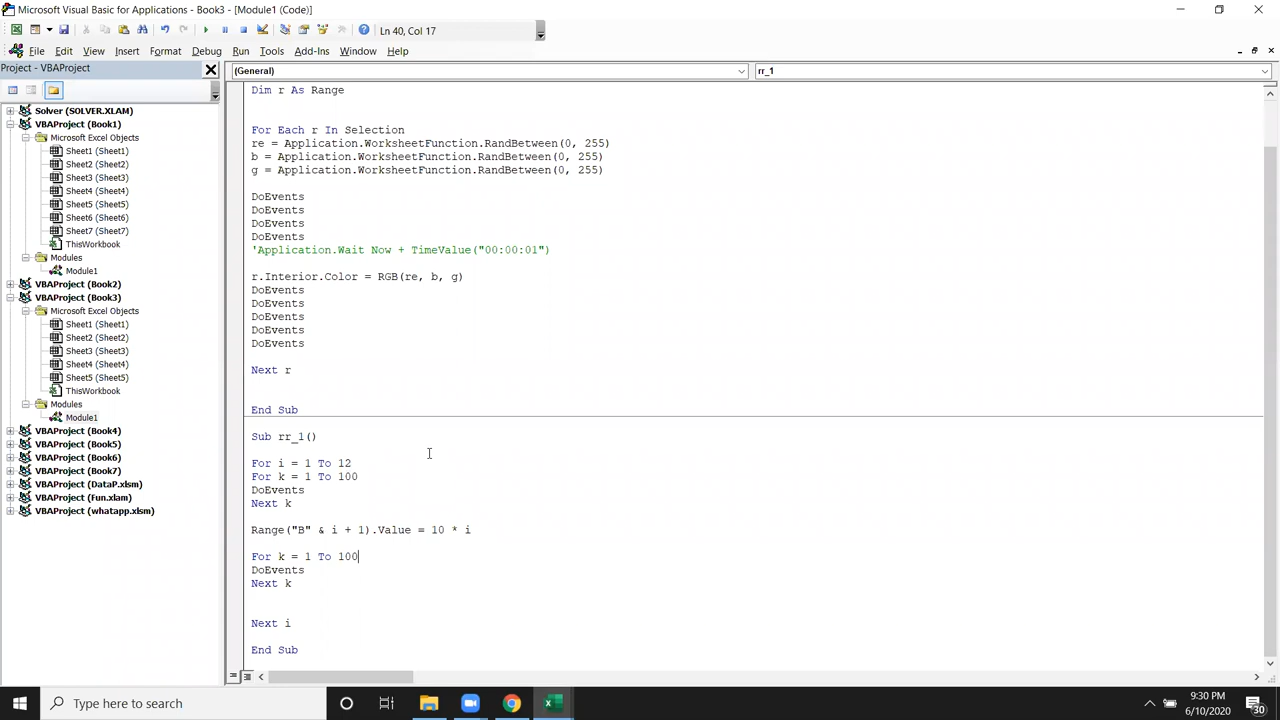 Microsoft Visual Basic for Applications - Book3 - [Module1 (Code)]
Ln 40, Col 17
File Edit View Insert Format Debug Run Tools Add-Ins Window Help
Project - VBAProject
(General)
rr_1
Solver (SOLVER.XLAM)
VBAProject (Book1)
Microsoft Excel Objects
Sheet1 (Sheet1)
Sheet2 (Sheet2)
Sheet3 (Sheet3)
Sheet4 (Sheet4)
Sheet5 (Sheet5)
Sheet6 (Sheet6)
Sheet7 (Sheet7)
ThisWorkbook
Modules
Module1
VBAProject (Book2)
VBAProject (Book3)
Microsoft Excel Objects
Sheet1 (Sheet1)
Sheet2 (Sheet2)
Sheet3 (Sheet3)
Sheet4 (Sheet4)
Sheet5 (Sheet5)
ThisWorkbook
Modules
Module1
VBAProject (Book4)
VBAProject (Book5)
VBAProject (Book6)
VBAProject (Book7)
VBAProject (DataP.xlsm)
VBAProject (Fun.xlam)
VBAProject (whatapp.xlsm)
Dim r As Range
For Each r In Selection
re = Application.WorksheetFunction.RandBetween(0, 255)
b = Application.WorksheetFunction.RandBetween(0, 255)
g = Application.WorksheetFunction.RandBetween(0, 255)
DoEvents
DoEvents
DoEvents
DoEvents
'Application.Wait Now + TimeValue("00:00:01")
r.Interior.Color = RGB(re, b, g)
DoEvents
DoEvents
DoEvents
DoEvents
DoEvents
Next r
End Sub
Sub rr_1()
For i = 1 To 12
For k = 1 To 100
DoEvents
Next k
Range("B" & i + 1).Value = 10 * i
For k = 1 To 100
DoEvents
Next k
Next i
End Sub
Type here to search
9:30 PM
6/10/2020
30